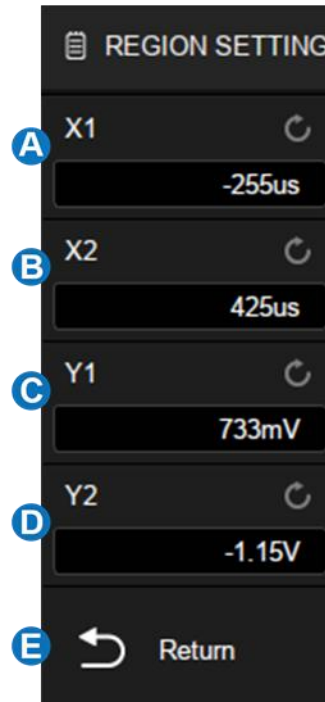 REGION SETTING
A
X1
-255us
B
X2
425us
C
Y1
733mV
D
Y2
-1.15V
E
Return